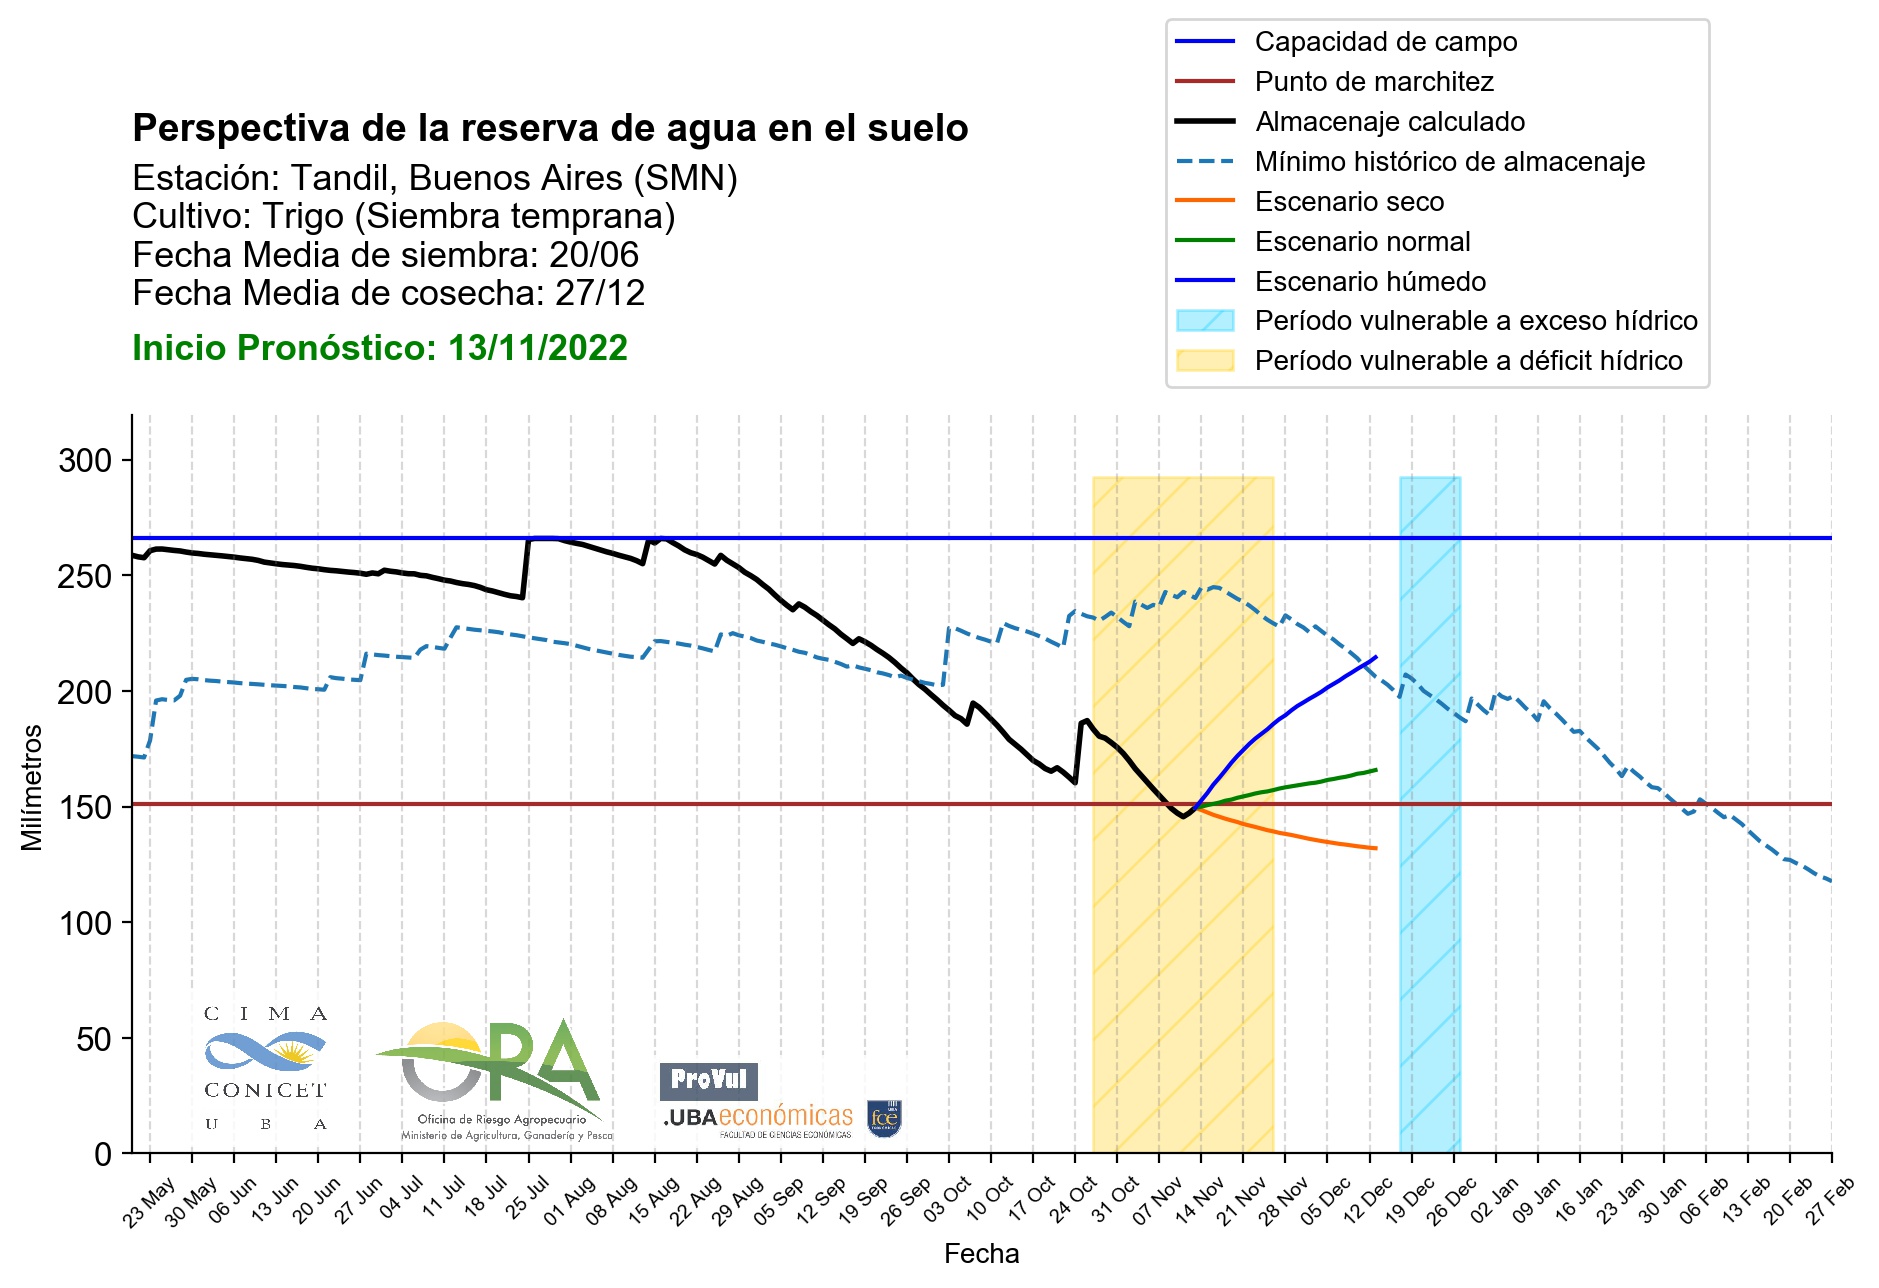 Capacidad de campo
Punto de marchitez
Almacenaje calculado
Mínimo histórico de almacenaje
Escenario seco
Escenario normal
Escenario húmedo
Período vulnerable a exceso hídrico
Período vulnerable a déficit hídrico
Perspectiva de la reserva de agua en el suelo
Estación: Tandil, Buenos Aires (SMN)
Cultivo: Trigo (Siembra temprana)
Fecha Media de siembra: 20/06
Fecha Media de cosecha: 27/12
Inicio Pronóstico: 13/11/2022
Milímetros
300
250
200
150
100
50
0
CIMA
CONICET
UBA
ORA
Oficina de Riesgo Agropecuario
Ministerio de Agricultura, Ganadería y Pesca
ProVul
.UBAeconómicas
FACULTAD DE CIENCIAS ECONÓMICAS
fce
23 May
30 May
06 Jun
13 Jun
20 Jun
27 Jun
04 Jul
11 Jul
18 Jul
25 Jul
01 Aug
08 Aug
15 Aug
22 Aug
29 Aug
05 Sep
12 Sep
19 Sep
26 Sep
03 Oct
10 Oct
17 Oct
24 Oct
31 Oct
07 Nov
14 Nov
21 Nov
28 Nov
05 Dec
12 Dec
19 Dec
26 Dec
02 Jan
09 Jan
16 Jan
23 Jan
30 Jan
06 Feb
13 Feb
20 Feb
27 Feb
Fecha